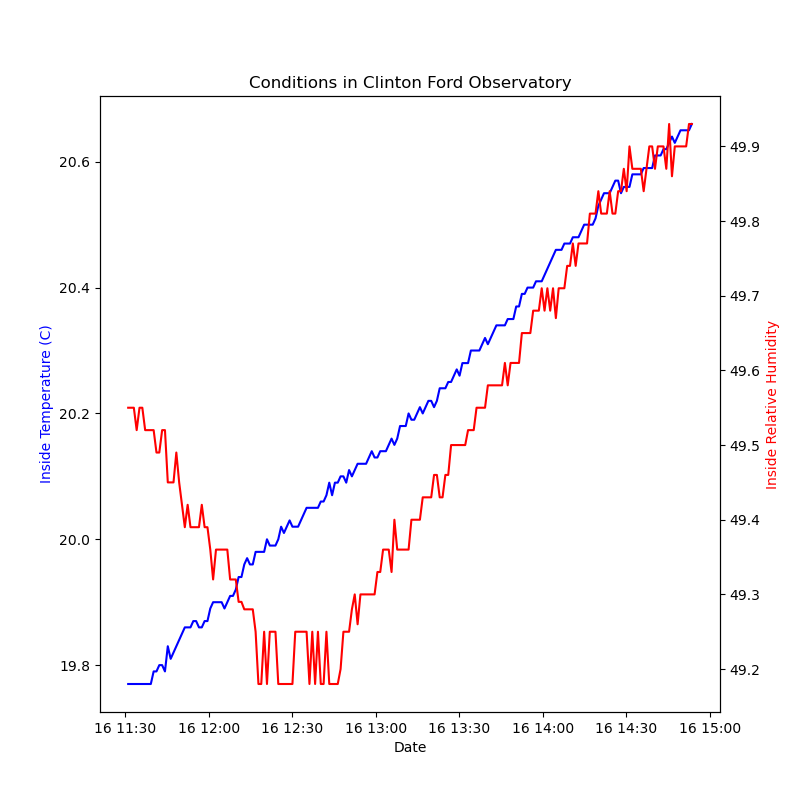 Conditions in Clinton Ford Observatory
20.6
20.4
20.2
20.0
19.8
Inside Temperature (C)
49.9
49.8
49.7
49.6
49.5
49.4
49.3
49.2
Inside Relative Humidity
16 11:30 16 12:00 16 12:30 16 13:00 16 13:30 16 14:00 16 14:30 16 15:00
Date